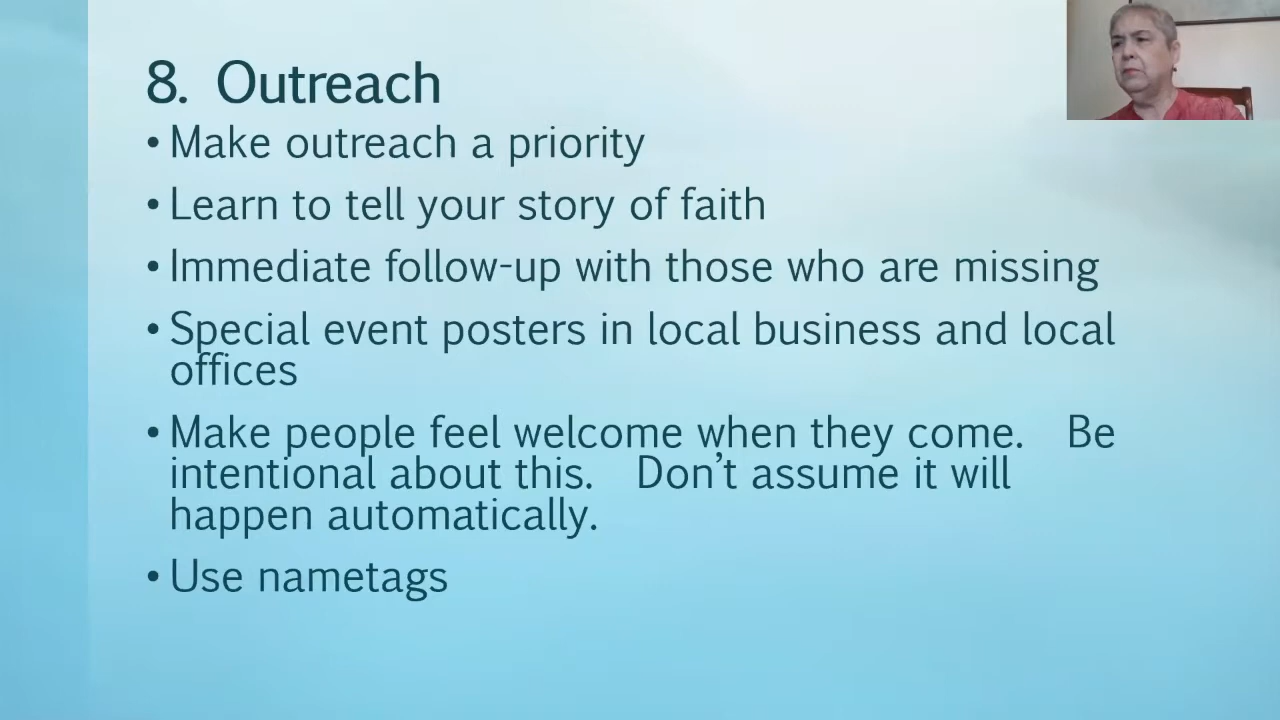 8. Outreach
• Make outreach a priority
• Learn to tell your story of faith
• Immediate follow-up with those who are missing
• Special event posters in local business and local
offices
• Make people feel welcome when they come. Be
intentional about this. Don’t assume it will
happen automatically.
• Use nametags